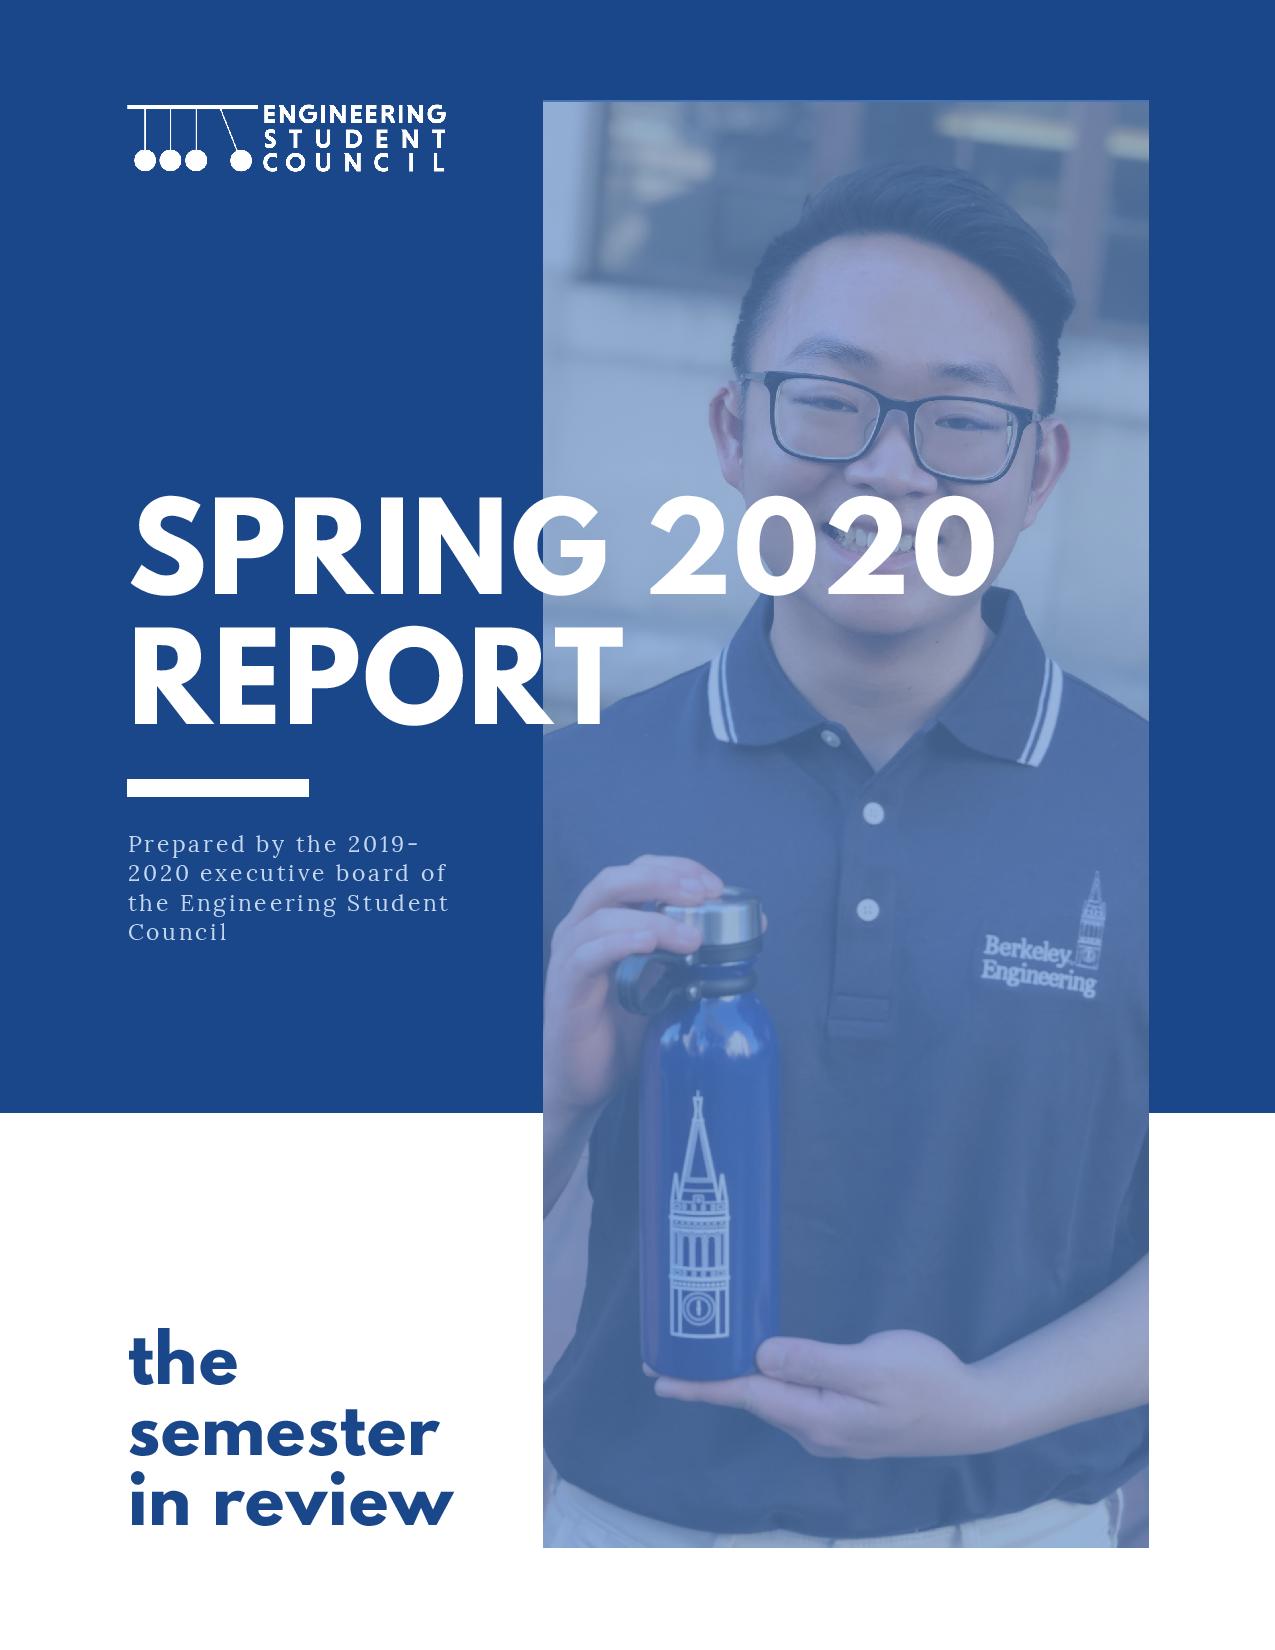 ENGINEERING
STUDENT
COUNCIL
SPRING 2020
REPORT
Prepared by the 2019-
2020 executive board of
the Engineering Student
Council
Berkeley
Engineering
the
semester
in review